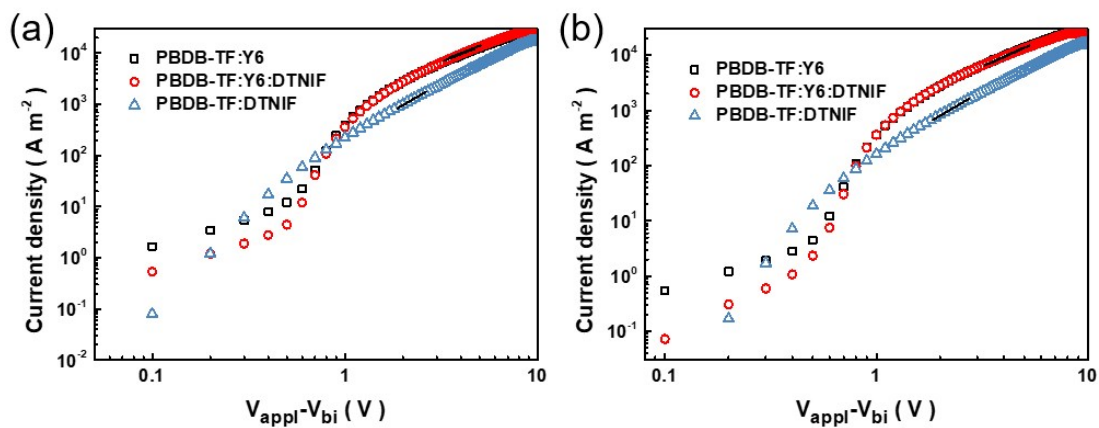 (a)
Current density ( A m⁻² )
10⁴
10³
10²
10¹
10⁰
10⁻¹
10⁻²
PBDB-TF:Y6
PBDB-TF:Y6:DTNIF
PBDB-TF:DTNIF
0.1
1
10
V_appl-V_bi ( V )
(b)
Current density ( A m⁻² )
10⁴
10³
10²
10¹
10⁰
10⁻¹
PBDB-TF:Y6
PBDB-TF:Y6:DTNIF
PBDB-TF:DTNIF
0.1
1
10
V_appl-V_bi ( V )